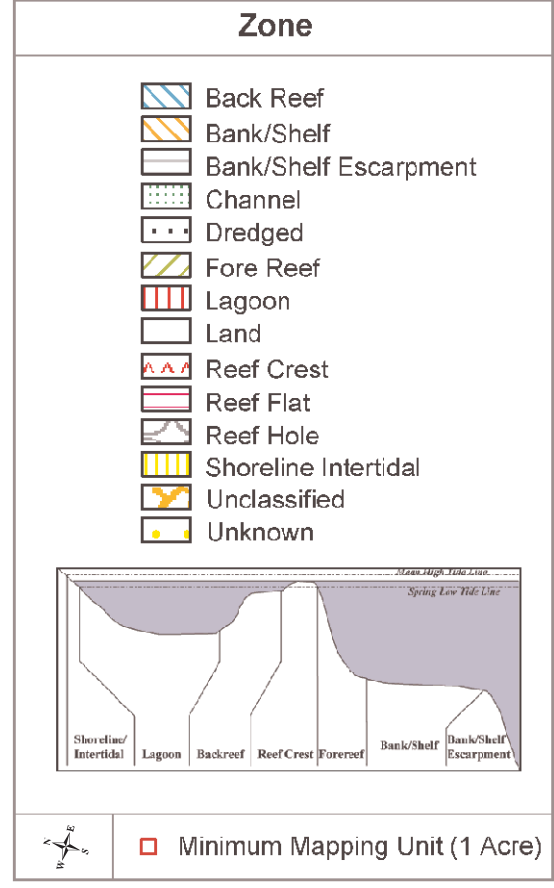 Zone
Back Reef
Bank/Shelf
Bank/Shelf Escarpment
Channel
Dredged
Fore Reef
Lagoon
Land
Reef Crest
Reef Flat
Reef Hole
Shoreline Intertidal
Unclassified
Unknown
Mean High Tide Line
Spring Low Tide Line
Shoreline/
Intertidal
Lagoon
Backreef
Reef Crest
Forereef
Bank/Shelf
Bank/Shelf
Escarpment
N
E
W
S
Minimum Mapping Unit (1 Acre)